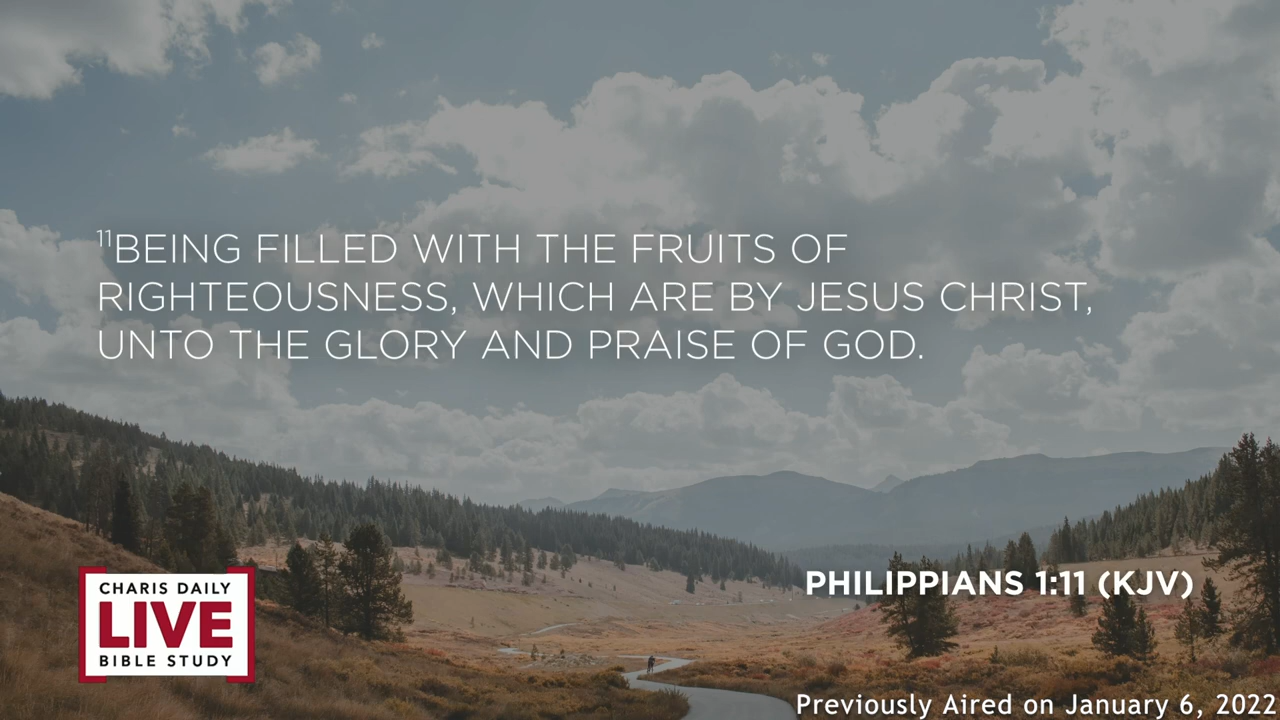 11BEING FILLED WITH THE FRUITS OF
RIGHTEOUSNESS, WHICH ARE BY JESUS CHRIST,
UNTO THE GLORY AND PRAISE OF GOD.
PHILIPPIANS 1:11 (KJV)
CHARIS DAILY
LIVE
BIBLE STUDY
Previously Aired on January 6, 2022